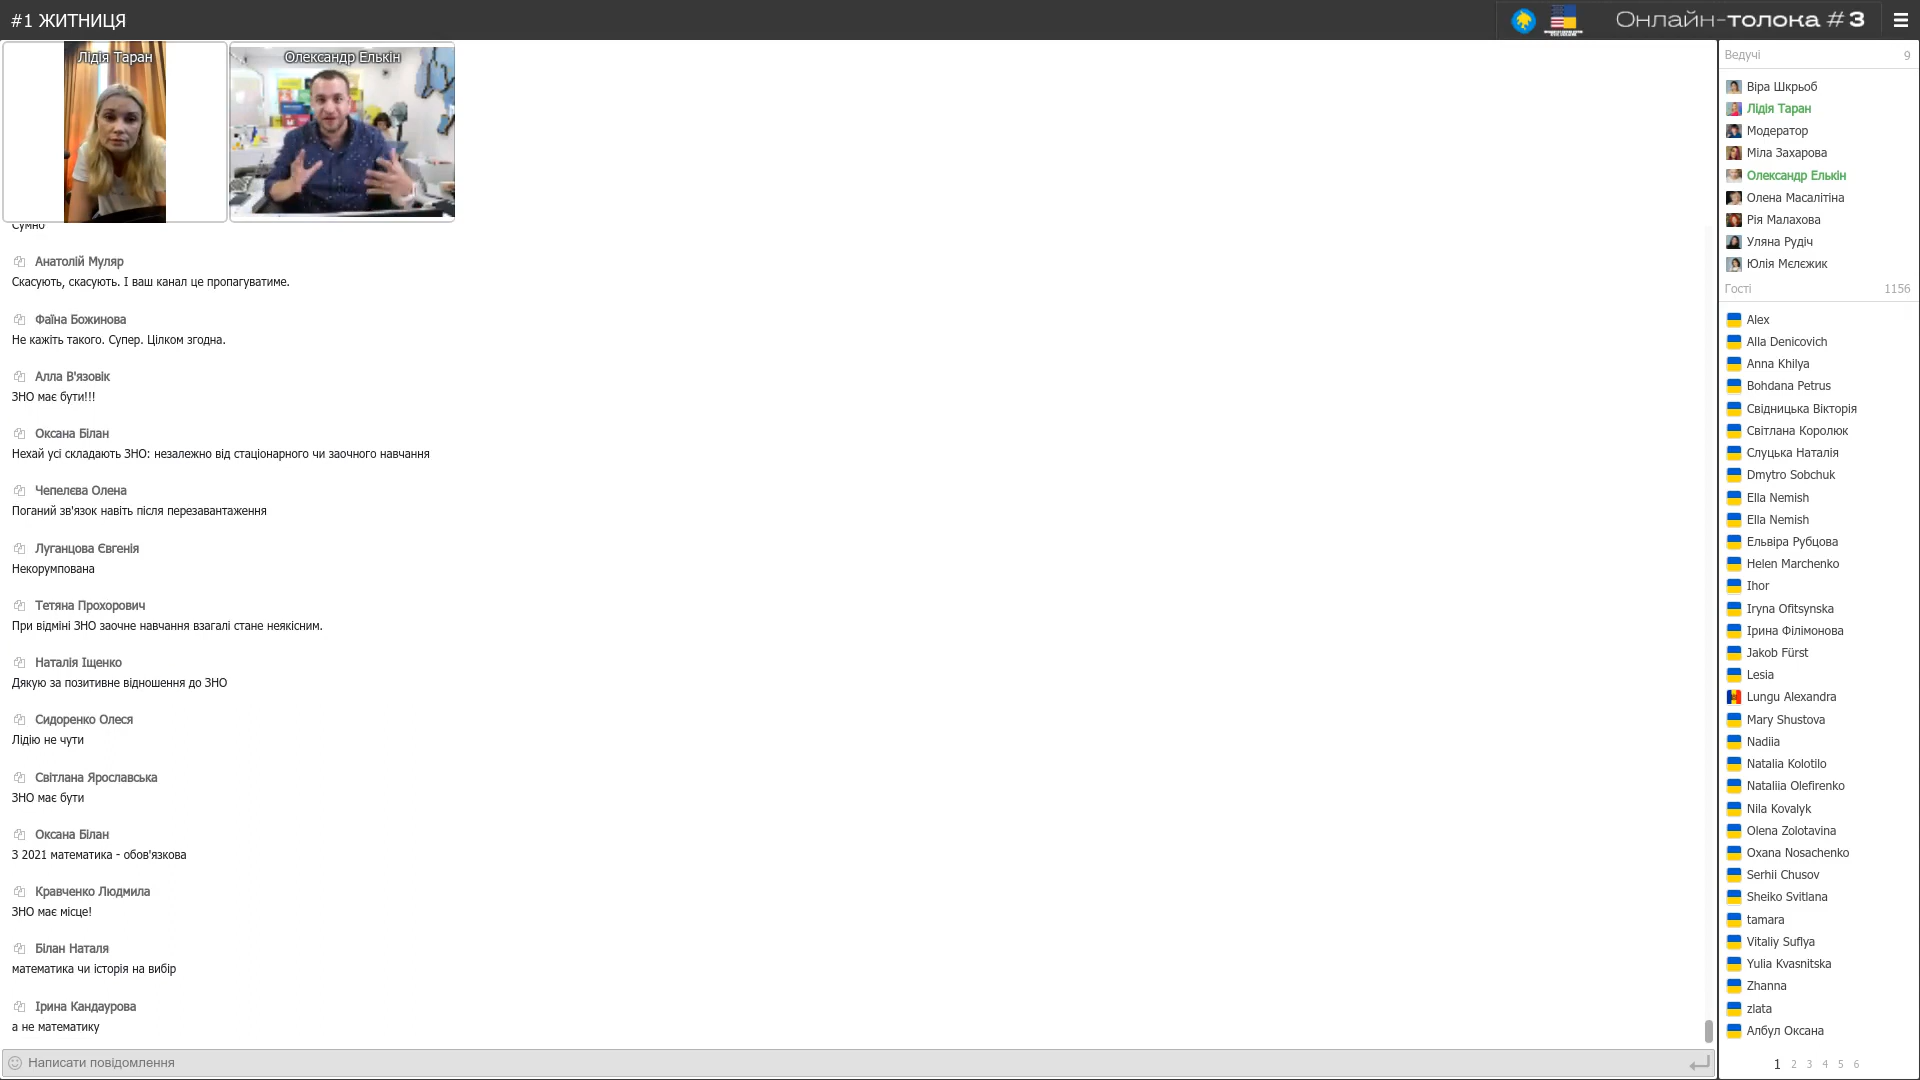 #1 ЖИТНИЦЯ
Онлайн-толока #3
Лідія Таран
Олександр Елькін
Сумно
Анатолій Муляр
Скасують, скасують. І ваш канал це пропагуватиме.
Фаїна Божинова
Не кажіть такого. Супер. Цілком згодна.
Алла В'язовік
ЗНО має бути!!!
Оксана Білан
Нехай усі складають ЗНО: незалежно від стаціонарного чи заочного навчання
Чепелєва Олена
Поганий зв'язок навіть після перезавантаження
Луганцова Євгенія
Некорумпована
Тетяна Прохорович
При відміні ЗНО заочне навчання взагалі стане неякісним.
Наталія Іщенко
Дякую за позитивне відношення до ЗНО
Сидоренко Олеся
Лідію не чути
Світлана Ярославська
ЗНО має бути
Оксана Білан
З 2021 математика - обов'язкова
Кравченко Людмила
ЗНО має місце!
Білан Наталя
математика чи історія на вибір
Ірина Кандаурова
а не математику
Написати повідомлення
Ведучі 9
Віра Шкрьоб
Лідія Таран
Модератор
Міла Захарова
Олександр Елькін
Олена Масалітіна
Рія Малахова
Уляна Рудіч
Юлія Мєлєжик
Гості 1156
Alex
Alla Denicovich
Anna Khilya
Bohdana Petrus
Свідницька Вікторія
Світлана Королюк
Слуцька Наталія
Dmytro Sobchuk
Ella Nemish
Ella Nemish
Ельвіра Рубцова
Helen Marchenko
Ihor
Iryna Ofitsynska
Ірина Філімонова
Jakob Fürst
Lesia
Lungu Alexandra
Mary Shustova
Nadiia
Natalia Kolotilo
Nataliia Olefirenko
Nila Kovalyk
Olena Zolotavina
Oxana Nosachenko
Serhii Chusov
Sheiko Svitlana
tamara
Vitaliy Suflya
Yulia Kvasnitska
Zhanna
zlata
Албул Оксана
1 2 3 4 5 6